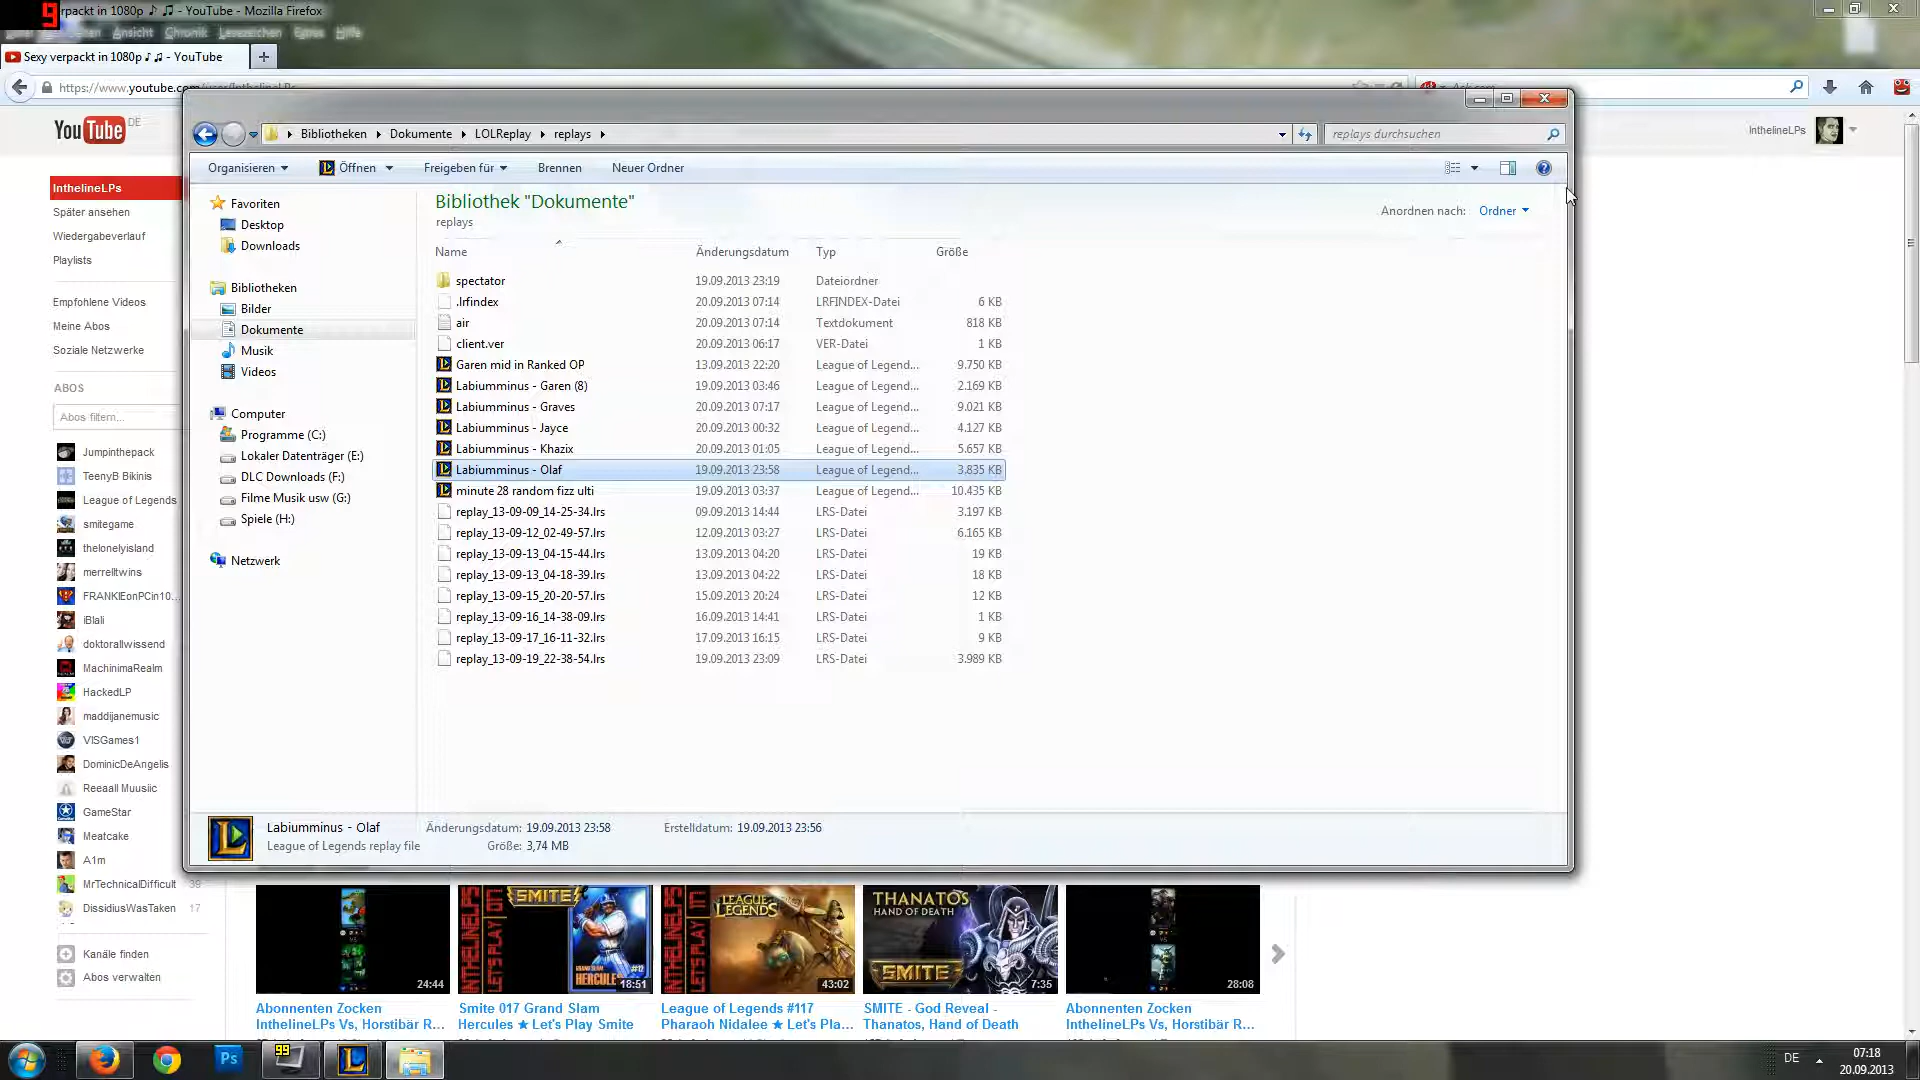 9
rpackt in 1080p ♪ ♫ - YouTube - Mozilla Firefox
Ansicht Chronik Lesezeichen Extras Hilfe
Sexy verpackt in 1080p ♪ ♫ - YouTube
https://www.youtube.com/user/InthelineLPs
YouTube DE
InthelineLPs
InthelineLPs
Später ansehen
Wiedergabeverlauf
Playlists
Empfohlene Videos
Meine Abos
Soziale Netzwerke
ABOS
Abos filtern...
Jumpinthepack
TeenyB Bikinis
League of Legends
smitegame
thelonelyisland
merrelltwins
FRANKIEonPCin10...
iBlali
doktorallwissend
MachinimaRealm
HackedLP
maddijanemusic
VISGames1
DominicDeAngelis
Reeaall Muusiic
GameStar
Meatcake
A1m
MrTechnicalDifficult 39
DissidiusWasTaken 17
Kanäle finden
Abos verwalten
Bibliotheken Dokumente LOLReplay replays
replays durchsuchen
Organisieren Öffnen Freigeben für Brennen Neuer Ordner
Favoriten
Desktop
Downloads
Bibliotheken
Bilder
Dokumente
Musik
Videos
Computer
Programme (C:)
Lokaler Datenträger (E:)
DLC Downloads (F:)
Filme Musik usw (G:)
Spiele (H:)
Netzwerk
Bibliothek "Dokumente"
replays
Anordnen nach: Ordner
Name Änderungsdatum Typ Größe
spectator 19.09.2013 23:19 Dateiordner
.lrfindex 20.09.2013 07:14 LRFINDEX-Datei 6 KB
air 20.09.2013 07:14 Textdokument 818 KB
client.ver 20.09.2013 06:17 VER-Datei 1 KB
Garen mid in Ranked OP 13.09.2013 22:20 League of Legend... 9.750 KB
Labiumminus - Garen (8) 19.09.2013 03:46 League of Legend... 2.169 KB
Labiumminus - Graves 20.09.2013 07:17 League of Legend... 9.021 KB
Labiumminus - Jayce 20.09.2013 00:32 League of Legend... 4.127 KB
Labiumminus - Khazix 20.09.2013 01:05 League of Legend... 5.657 KB
Labiumminus - Olaf 19.09.2013 23:58 League of Legend... 3.835 KB
minute 28 random fizz ulti 19.09.2013 03:37 League of Legend... 10.435 KB
replay_13-09-09_14-25-34.lrs 09.09.2013 14:44 LRS-Datei 3.197 KB
replay_13-09-12_02-49-57.lrs 12.09.2013 03:27 LRS-Datei 6.165 KB
replay_13-09-13_04-15-44.lrs 13.09.2013 04:20 LRS-Datei 19 KB
replay_13-09-13_04-18-39.lrs 13.09.2013 04:22 LRS-Datei 18 KB
replay_13-09-15_20-20-57.lrs 15.09.2013 20:24 LRS-Datei 12 KB
replay_13-09-16_14-38-09.lrs 16.09.2013 14:41 LRS-Datei 1 KB
replay_13-09-17_16-11-32.lrs 17.09.2013 16:15 LRS-Datei 9 KB
replay_13-09-19_22-38-54.lrs 19.09.2013 23:09 LRS-Datei 3.989 KB
Labiumminus - Olaf Änderungsdatum: 19.09.2013 23:58 Erstelldatum: 19.09.2013 23:56
League of Legends replay file Größe: 3,74 MB
24:44
SMITE
INTHELINELPS
LET'S PLAY
GRAND SLAM
HERCULES
#17
18:51
INTHELINELPS
LET'S PLAY
LEAGUE LEGENDS
43:02
THANATOS
HAND OF DEATH
SMITE
7:35
28:08
Abonnenten Zocken
InthelineLPs Vs, Horstibär R...
Smite 017 Grand Slam
Hercules ★ Let's Play Smite
League of Legends #117
Pharaoh Nidalee ★ Let's Pla...
SMITE - God Reveal -
Thanatos, Hand of Death
Abonnenten Zocken
InthelineLPs Vs, Horstibär R...
Ps
99
DE
07:18
20.09.2013